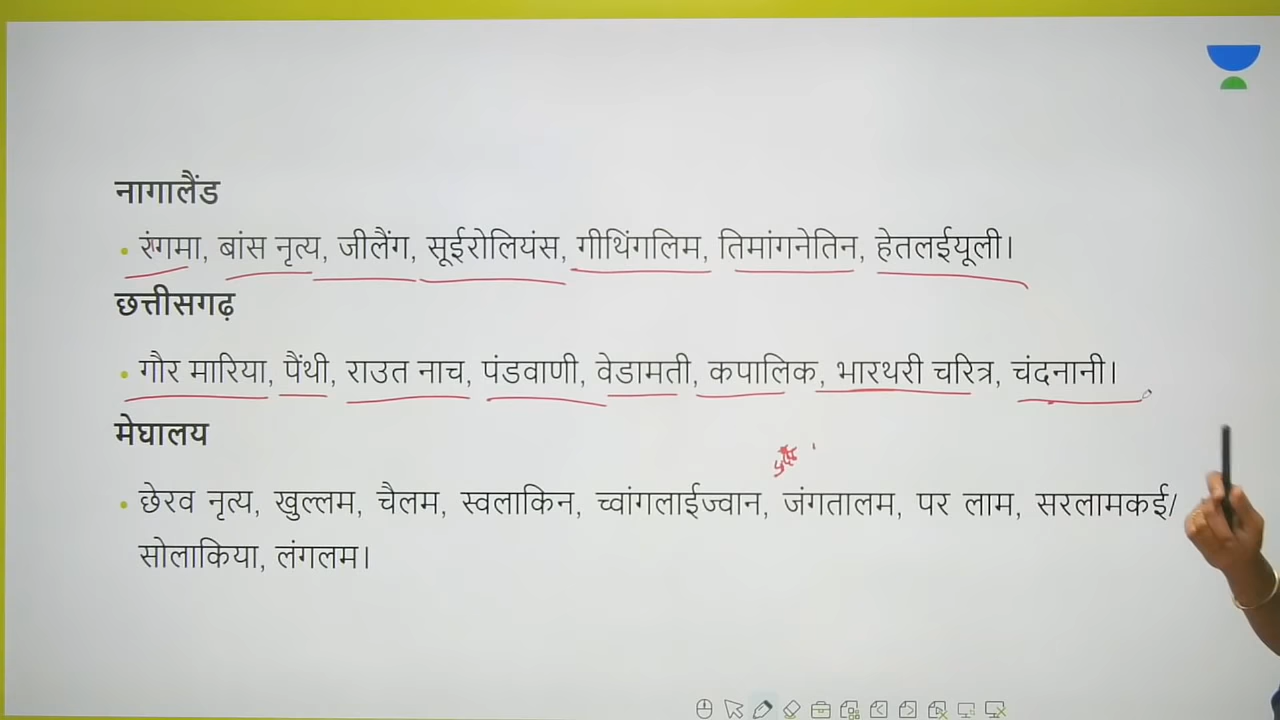 नागालैंड
• रंगमा, बांस नृत्य, जीलैंग, सूईरोलियंस, गीथिंगलिम, तिमांगनेतिन, हेतलईयूली।
छत्तीसगढ़
• गौर मारिया, पैंथी, राउत नाच, पंडवाणी, वेडामती, कपालिक, भारथरी चरित्र, चंदनानी।
मेघालय
• छेरव नृत्य, खुल्लम, चैलम, स्वलाकिन, च्वांगलाईज्वान, जंगतालम, पर लाम, सरलामकई/
सोलाकिया, लंगलम।